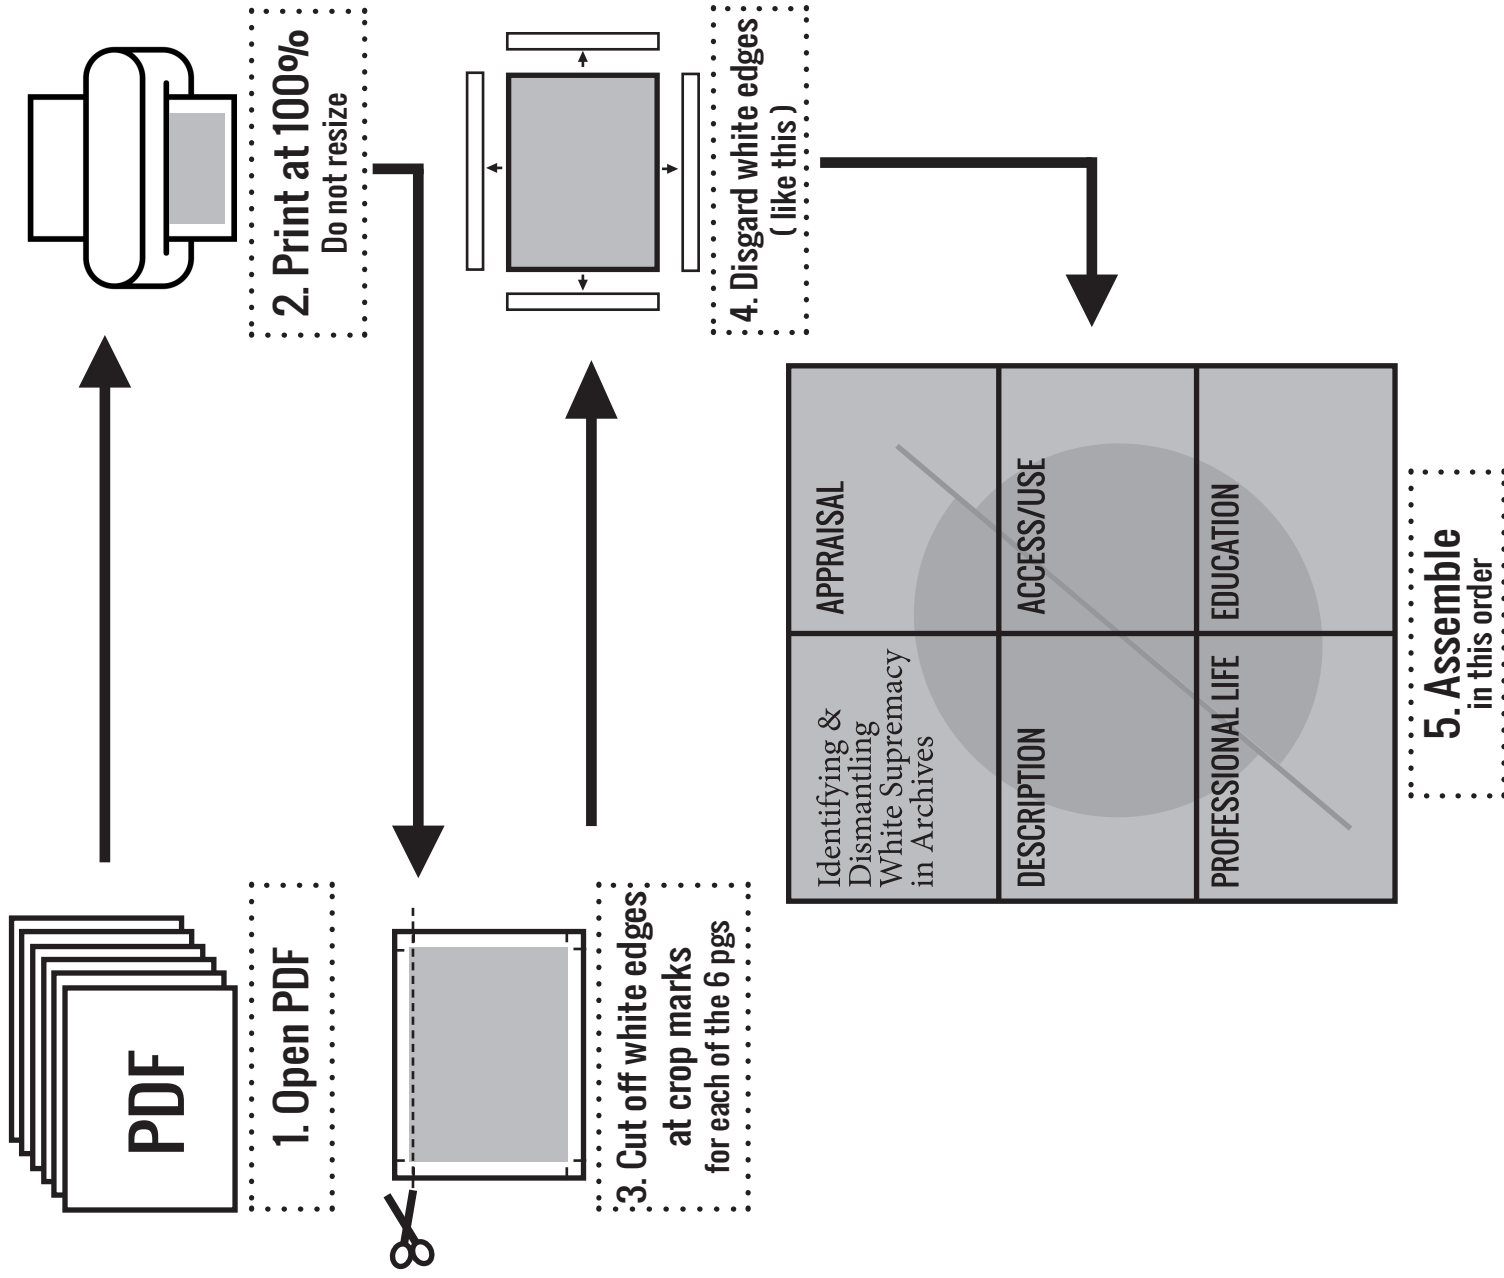 PDF
1. Open PDF
2. Print at 100%
Do not resize
3. Cut off white edges
at crop marks
for each of the 6 pgs
4. Disgard white edges
( like this )
Identifying &
Dismantling
White Supremacy
in Archives
APPRAISAL
DESCRIPTION
ACCESS/USE
PROFESSIONAL LIFE
EDUCATION
5. Assemble
in this order